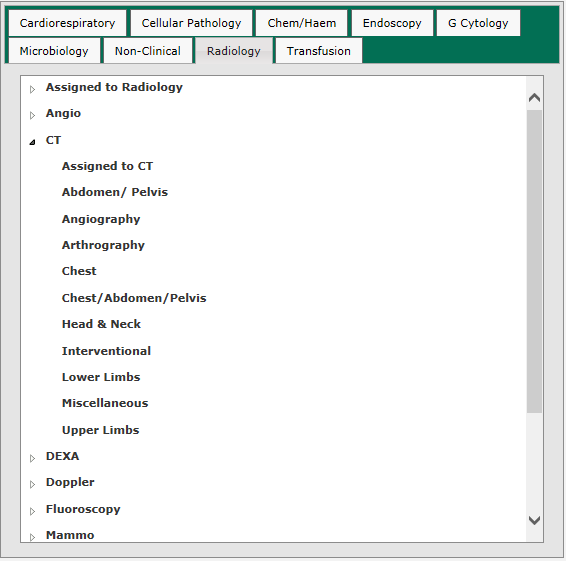 Cardiorespiratory Cellular Pathology Chem/Haem Endoscopy G Cytology
Microbiology Non-Clinical Radiology Transfusion
Assigned to Radiology
Angio
CT
Assigned to CT
Abdomen/ Pelvis
Angiography
Arthrography
Chest
Chest/Abdomen/Pelvis
Head & Neck
Interventional
Lower Limbs
Miscellaneous
Upper Limbs
DEXA
Doppler
Fluoroscopy
Mammo